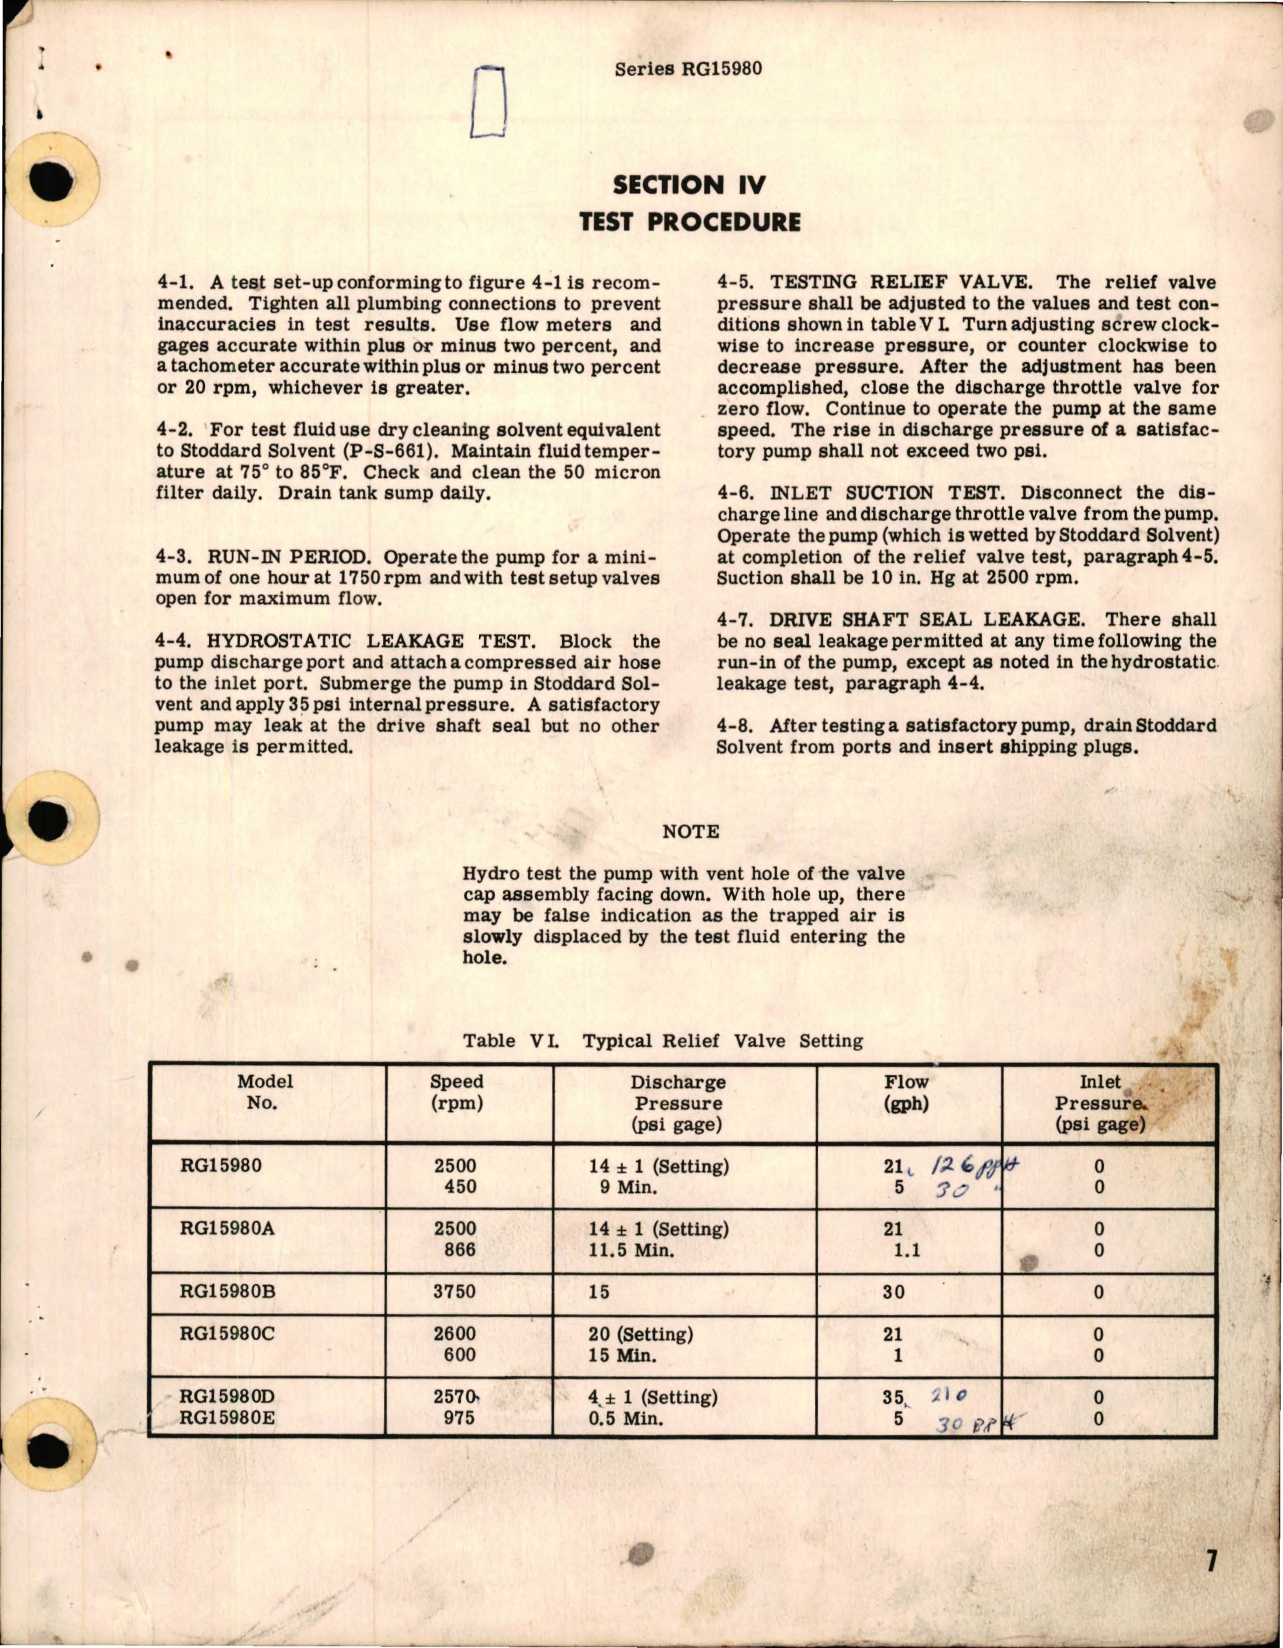 Series RG15980
SECTION IV
TEST PROCEDURE
4-1. A test set-up conforming to figure 4-1 is recom-
mended. Tighten all plumbing connections to prevent
inaccuracies in test results. Use flow meters and
gages accurate within plus or minus two percent, and
a tachometer accurate within plus or minus two percent
or 20 rpm, whichever is greater.
4-2. For test fluid use dry cleaning solvent equivalent
to Stoddard Solvent (P-S-661). Maintain fluid temper-
ature at 75° to 85°F. Check and clean the 50 micron
filter daily. Drain tank sump daily.
4-3. RUN-IN PERIOD. Operate the pump for a mini-
mum of one hour at 1750 rpm and with test setup valves
open for maximum flow.
4-4. HYDROSTATIC LEAKAGE TEST. Block the
pump discharge port and attach a compressed air hose
to the inlet port. Submerge the pump in Stoddard Sol-
vent and apply 35 psi internal pressure. A satisfactory
pump may leak at the drive shaft seal but no other
leakage is permitted.
4-5. TESTING RELIEF VALVE. The relief valve
pressure shall be adjusted to the values and test con-
ditions shown in table VI. Turn adjusting screw clock-
wise to increase pressure, or counter clockwise to
decrease pressure. After the adjustment has been
accomplished, close the discharge throttle valve for
zero flow. Continue to operate the pump at the same
speed. The rise in discharge pressure of a satisfac-
tory pump shall not exceed two psi.
4-6. INLET SUCTION TEST. Disconnect the dis-
charge line and discharge throttle valve from the pump.
Operate the pump (which is wetted by Stoddard Solvent)
at completion of the relief valve test, paragraph 4-5.
Suction shall be 10 in. Hg at 2500 rpm.
4-7. DRIVE SHAFT SEAL LEAKAGE. There shall
be no seal leakage permitted at any time following the
run-in of the pump, except as noted in the hydrostatic
leakage test, paragraph 4-4.
4-8. After testing a satisfactory pump, drain Stoddard
Solvent from ports and insert shipping plugs.
NOTE
Hydro test the pump with vent hole of the valve
cap assembly facing down. With hole up, there
may be false indication as the trapped air is
slowly displaced by the test fluid entering the
hole.
Table VI. Typical Relief Valve Setting
Model Speed Discharge Flow Inlet
No. (rpm) Pressure (gph) Pressure
(psi gage) (psi gage)
RG15980 2500 14 ± 1 (Setting) 21 126 PPH 0
450 9 Min. 5 30 " 0
RG15980A 2500 14 ± 1 (Setting) 21 0
866 11.5 Min. 1.1 0
RG15980B 3750 15 30 0
RG15980C 2600 20 (Setting) 21 0
600 15 Min. 1 0
RG15980D 2570 4 ± 1 (Setting) 35 210 0
RG15980E 975 0.5 Min. 5 30 PPH 0
7